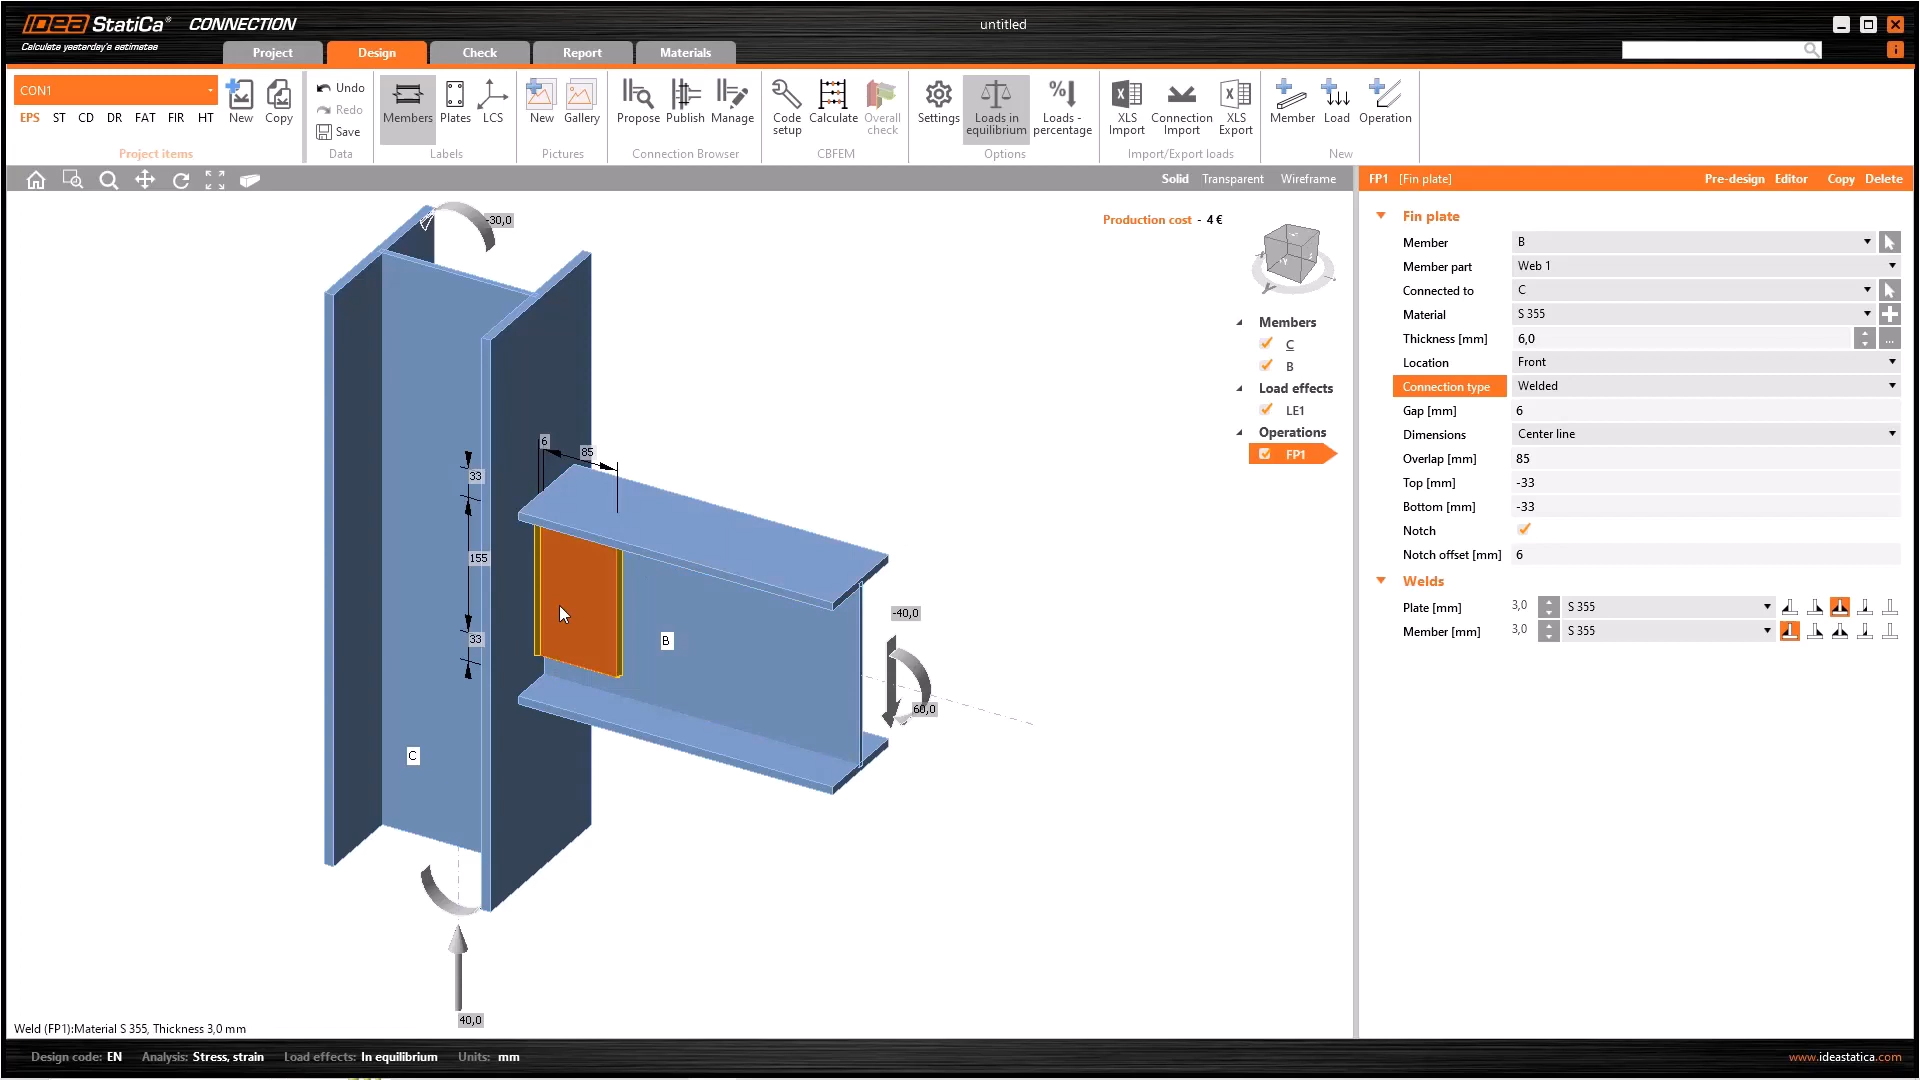 IDEA StatiCa® CONNECTION
Calculate yesterday's estimates
untitled
Project Design Check Report Materials
CON1
EPS ST CD DR FAT FIR HT
New Copy
Project items
Undo
Redo
Save
Data
Members Plates LCS
Labels
New Gallery
Pictures
Propose Publish Manage
Connection Browser
Code setup Calculate Overall check
CBFEM
Settings Loads in equilibrium Loads - percentage
Options
XLS Import Connection Import XLS Export
Import/Export loads
Member Load Operation
New
Solid Transparent Wireframe
Production cost - 4 €
-30,0
6
85
33
155
33
B
C
-40,0
60,0
40,0
Members
C
B
Load effects
LE1
Operations
FP1
FP1 [Fin plate] Pre-design Editor Copy Delete
Fin plate
Member B
Member part Web 1
Connected to C
Material S 355
Thickness [mm] 6,0 ...
Location Front
Connection type Welded
Gap [mm] 6
Dimensions Center line
Overlap [mm] 85
Top [mm] -33
Bottom [mm] -33
Notch
Notch offset [mm] 6
Welds
Plate [mm] 3,0 S 355
Member [mm] 3,0 S 355
Weld (FP1):Material S 355, Thickness 3,0 mm
Design code: EN Analysis: Stress, strain Load effects: In equilibrium Units: mm
www.ideastatica.com